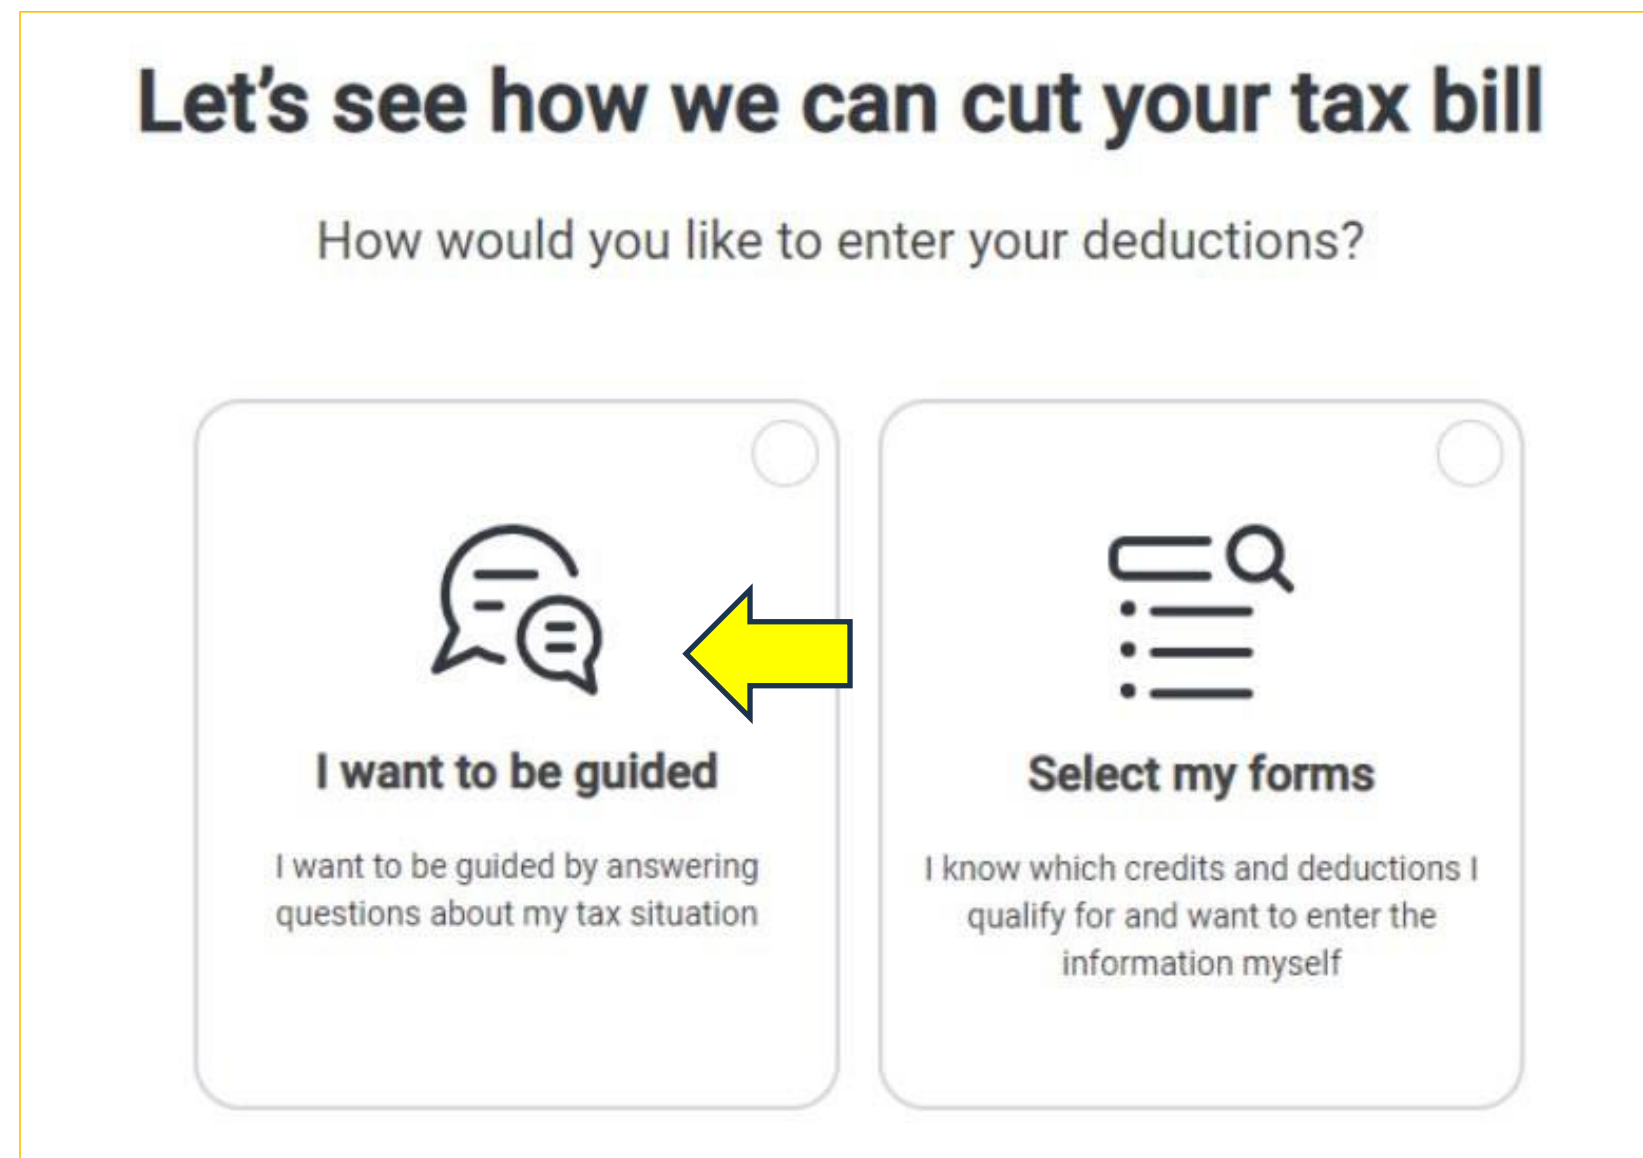 Let's see how we can cut your tax bill
How would you like to enter your deductions?
I want to be guided
I want to be guided by answering
questions about my tax situation
Select my forms
I know which credits and deductions I
qualify for and want to enter the
information myself